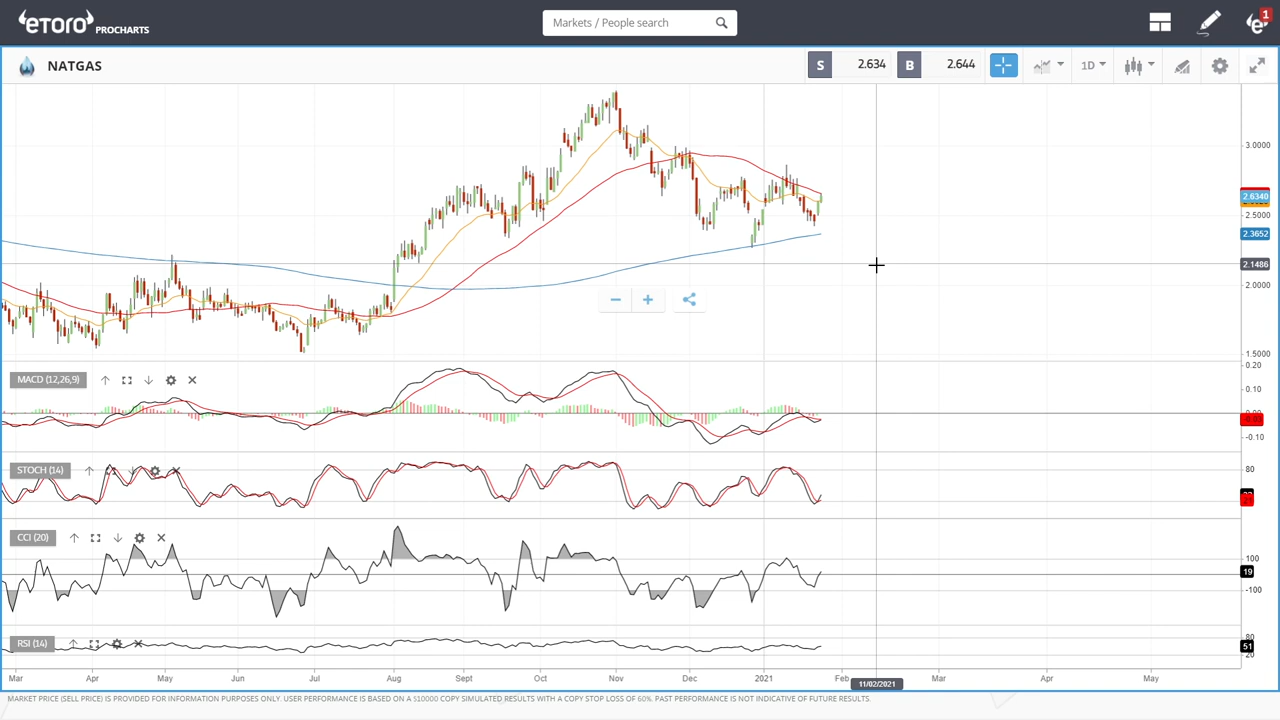 eToro PROCHARTS
Markets / People search
1
NATGAS
S 2.634 B 2.644 1D
3.0000
2.6340
2.5000
2.3652
2.1486
2.0000
1.5000
MACD (12,26,9)
0.20
0.10
0.00
-0.10
STOCH (14)
80
CCI (20)
100
19
-100
RSI (14)
80
51
20
Mar Apr May Jun Jul Aug Sept Oct Nov Dec 2021 Feb Mar Apr May
11/02/2021
MARKET PRICE (SELL PRICE) IS PROVIDED FOR INFORMATION PURPOSES ONLY. USER PERFORMANCE IS BASED ON A $10000 COPY SIMULATED RESULTS WITH A COPY STOP LOSS OF 60%. PAST PERFORMANCE IS NOT INDICATIVE OF FUTURE RESULTS.